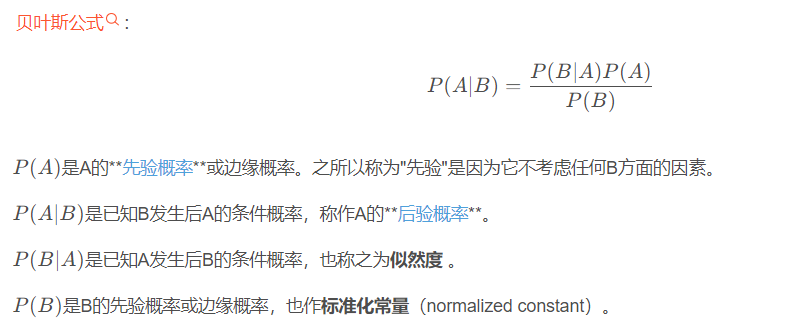 贝叶斯公式：
P(A|B) = P(B|A)P(A) / P(B)
P(A)是A的**先验概率**或边缘概率。之所以称为"先验"是因为它不考虑任何B方面的因素。
P(A|B)是已知B发生后A的条件概率，称作A的**后验概率**。
P(B|A)是已知A发生后B的条件概率，也称之为似然度 。
P(B)是B的先验概率或边缘概率，也作标准化常量（normalized constant）。